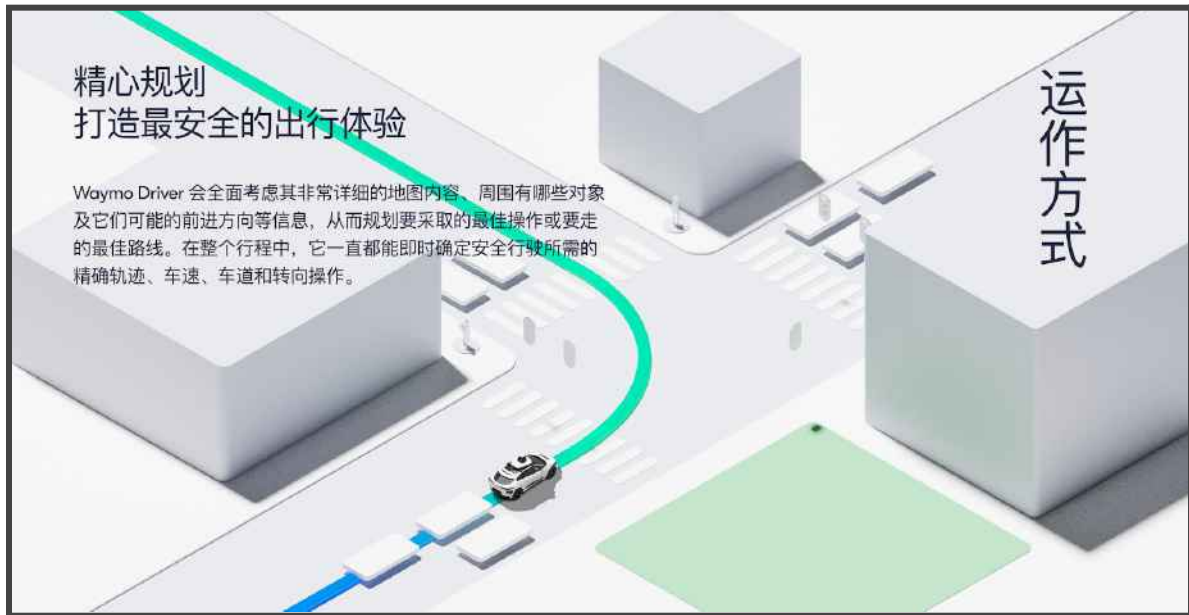 精心规划
打造最安全的出行体验
Waymo Driver 会全面考虑其非常详细的地图内容、周围有哪些对象
及它们可能的前进方向等信息，从而规划要采取的最佳操作或要走
的最佳路线。在整个行程中，它一直都能即时确定安全行驶所需的
精确轨迹、车速、车道和转向操作。
运作方式